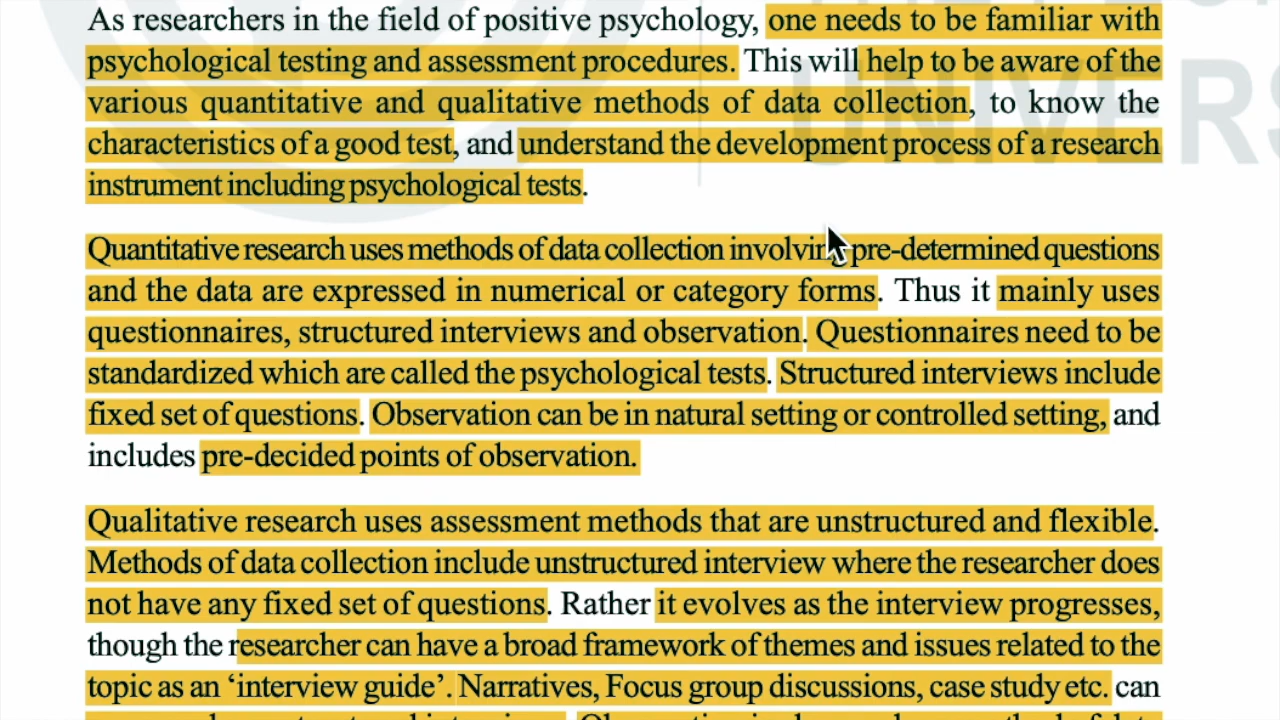 As researchers in the field of positive psychology, one needs to be familiar with
psychological testing and assessment procedures. This will help to be aware of the
various quantitative and qualitative methods of data collection, to know the
characteristics of a good test, and understand the development process of a research
instrument including psychological tests.
Quantitative research uses methods of data collection involving pre-determined questions
and the data are expressed in numerical or category forms. Thus it mainly uses
questionnaires, structured interviews and observation. Questionnaires need to be
standardized which are called the psychological tests. Structured interviews include
fixed set of questions. Observation can be in natural setting or controlled setting, and
includes pre-decided points of observation.
Qualitative research uses assessment methods that are unstructured and flexible.
Methods of data collection include unstructured interview where the researcher does
not have any fixed set of questions. Rather it evolves as the interview progresses,
though the researcher can have a broad framework of themes and issues related to the
topic as an ‘interview guide’. Narratives, Focus group discussions, case study etc. can